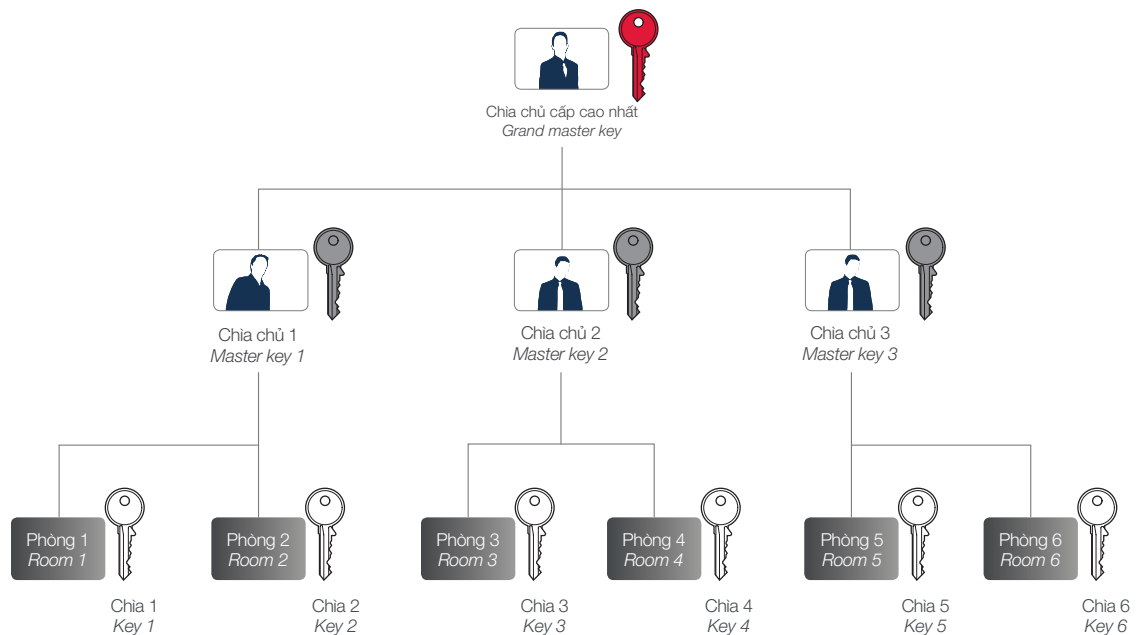 Chìa chủ cấp cao nhất
Grand master key
Chìa chủ 1
Master key 1
Chìa chủ 2
Master key 2
Chìa chủ 3
Master key 3
Phòng 1
Room 1
Phòng 2
Room 2
Phòng 3
Room 3
Phòng 4
Room 4
Phòng 5
Room 5
Phòng 6
Room 6
Chìa 1
Key 1
Chìa 2
Key 2
Chìa 3
Key 3
Chìa 4
Key 4
Chìa 5
Key 5
Chìa 6
Key 6